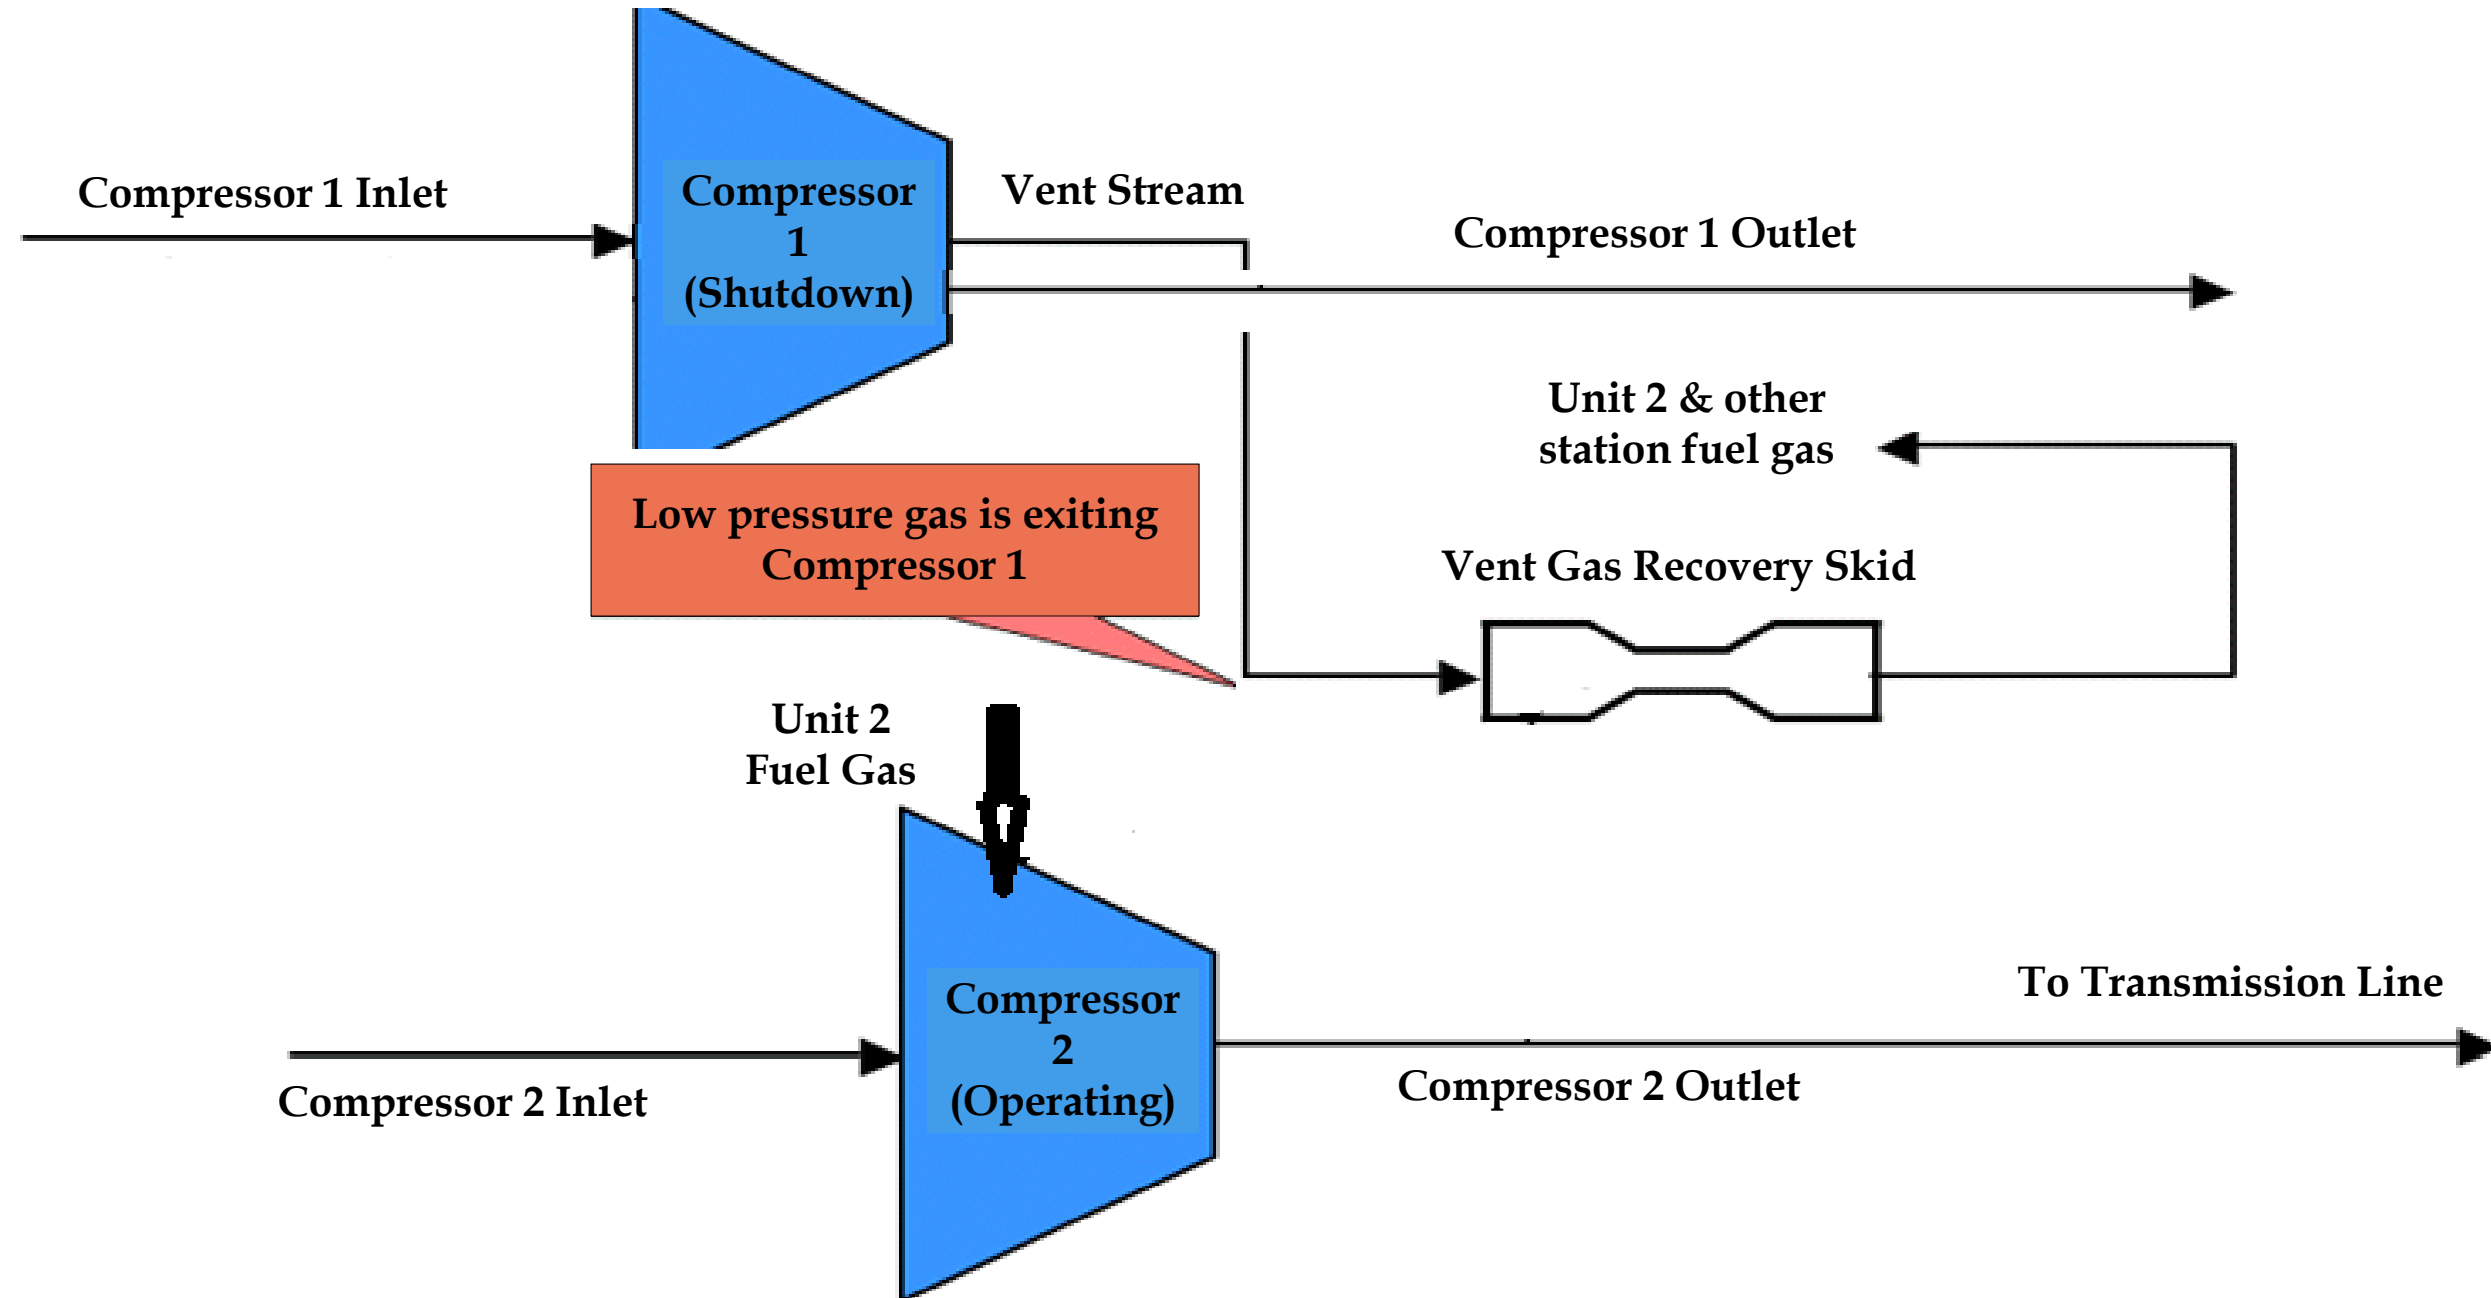 Compressor 1 Inlet
Compressor
1
(Shutdown)
Vent Stream
Compressor 1 Outlet
Unit 2 & other
station fuel gas
Low pressure gas is exiting
Compressor 1
Vent Gas Recovery Skid
Unit 2
Fuel Gas
Compressor
2
(Operating)
To Transmission Line
Compressor 2 Inlet
Compressor 2 Outlet